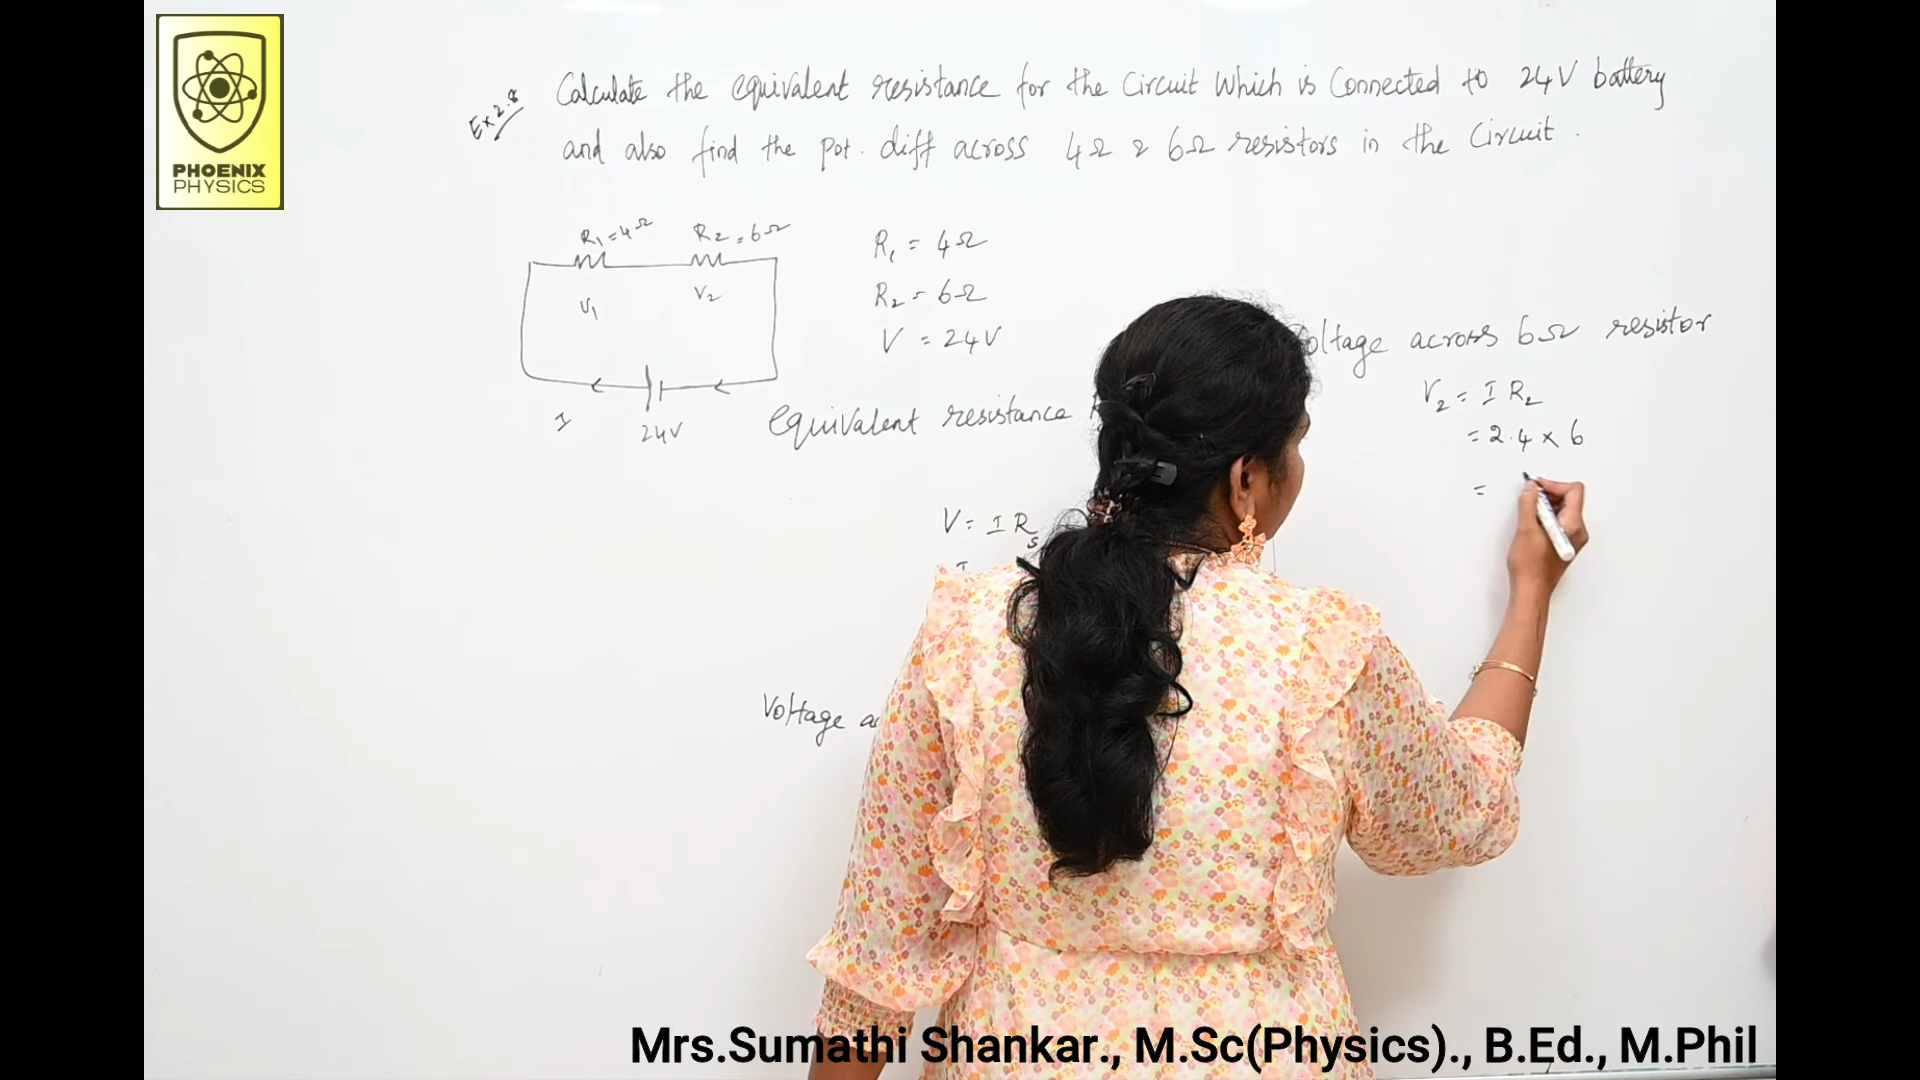 PHOENIX
PHYSICS
Ex 2.8
Calculate the equivalent resistance for the Circuit Which is Connected to 24V battery
and also find the pot. diff across 4Ω & 6Ω resistors in the Circuit.
R₁=4Ω R₂=6Ω
V₁ V₂
I
24V
R₁ = 4Ω
R₂ = 6Ω
V = 24V
equivalent resistance
V = I Rs
I
Voltage
Voltage across 6Ω resistor
V₂ = I R₂
= 2.4 × 6
=
Mrs.Sumathi Shankar., M.Sc(Physics)., B.Ed., M.Phil